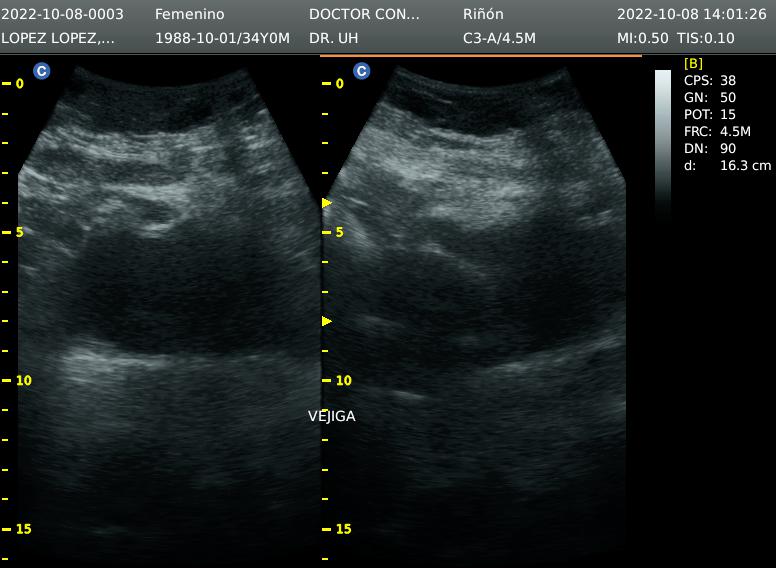 2022-10-08-0003 Femenino DOCTOR CON... Riñón 2022-10-08 14:01:26
LOPEZ LOPEZ,... 1988-10-01/34Y0M DR. UH C3-A/4.5M MI:0.50 TIS:0.10
C C
[B]
CPS: 38
GN: 50
POT: 15
FRC: 4.5M
DN: 90
d: 16.3 cm
0 0
5 5
10 10
VEJIGA
15 15